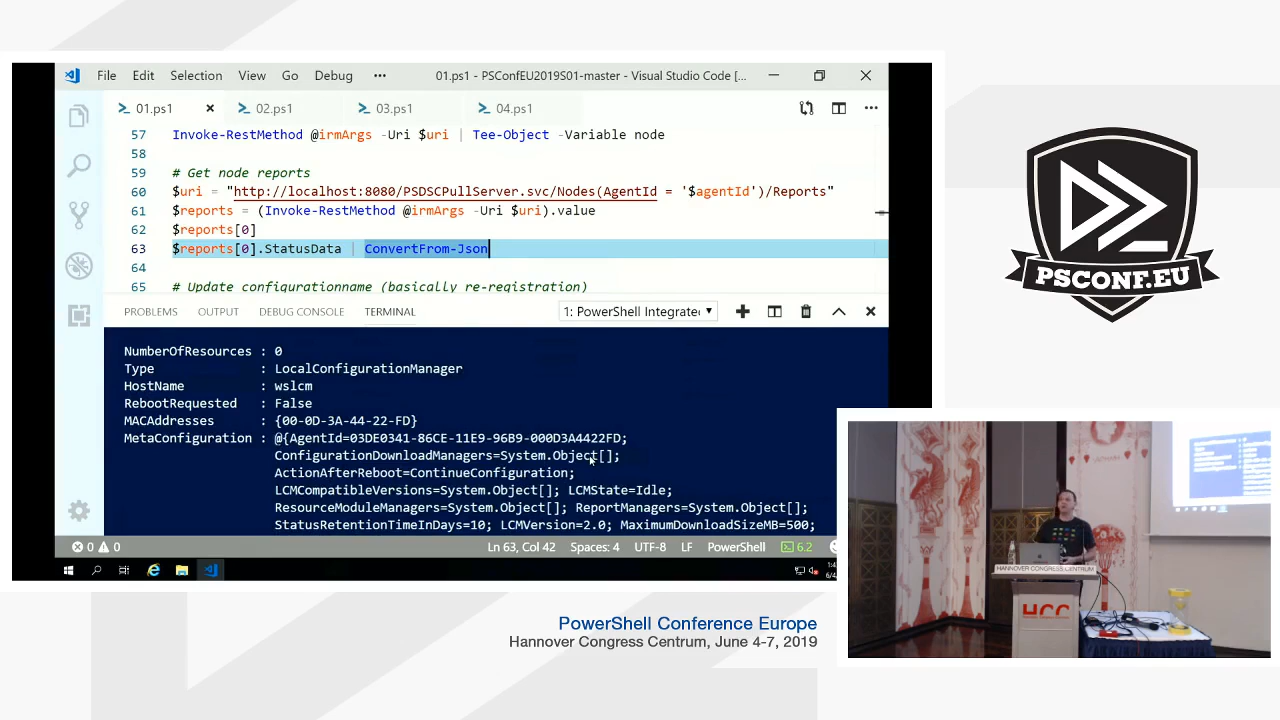 File Edit Selection View Go Debug ••• 01.ps1 - PSConfEU2019S01-master - Visual Studio Code [...
01.ps1 02.ps1 03.ps1 04.ps1
57 Invoke-RestMethod @irmArgs -Uri $uri | Tee-Object -Variable node
58
59 # Get node reports
60 $uri = "http://localhost:8080/PSDSCPullServer.svc/Nodes(AgentId = '$agentId')/Reports"
61 $reports = (Invoke-RestMethod @irmArgs -Uri $uri).value
62 $reports[0]
63 $reports[0].StatusData | ConvertFrom-Json
64
65 # Update configurationname (basically re-registration)
PROBLEMS OUTPUT DEBUG CONSOLE TERMINAL 1: PowerShell Integrate
NumberOfResources : 0
Type : LocalConfigurationManager
HostName : wslcm
RebootRequested : False
MACAddresses : {00-0D-3A-44-22-FD}
MetaConfiguration : @{AgentId=03DE0341-86CE-11E9-96B9-000D3A4422FD;
ConfigurationDownloadManagers=System.Object[];
ActionAfterReboot=ContinueConfiguration;
LCMCompatibleVersions=System.Object[]; LCMState=Idle;
ResourceModuleManagers=System.Object[]; ReportManagers=System.Object[];
StatusRetentionTimeInDays=10; LCMVersion=2.0; MaximumDownloadSizeMB=500;
0 0 Ln 63, Col 42 Spaces: 4 UTF-8 LF PowerShell 6.2
PSCONF.EU
HANNOVER CONGRESS CENTRUM
HCC
PowerShell Conference Europe
Hannover Congress Centrum, June 4-7, 2019